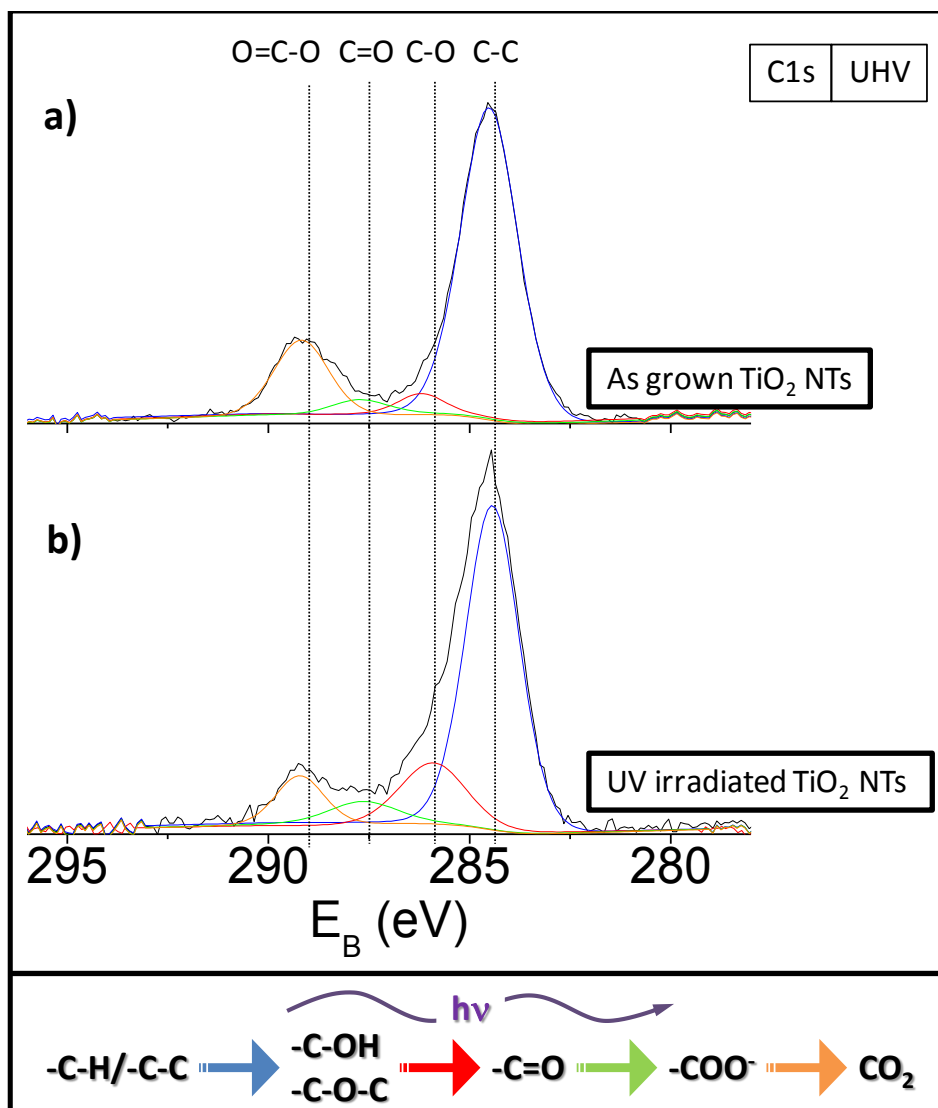 O=C-O C=O C-O C-C
C1s UHV
a)
As grown TiO₂ NTs
b)
UV irradiated TiO₂ NTs
295 290 285 280
E_B (eV)
hν
-C-H/-C-C -C-OH -C=O -COO⁻ CO₂
-C-O-C